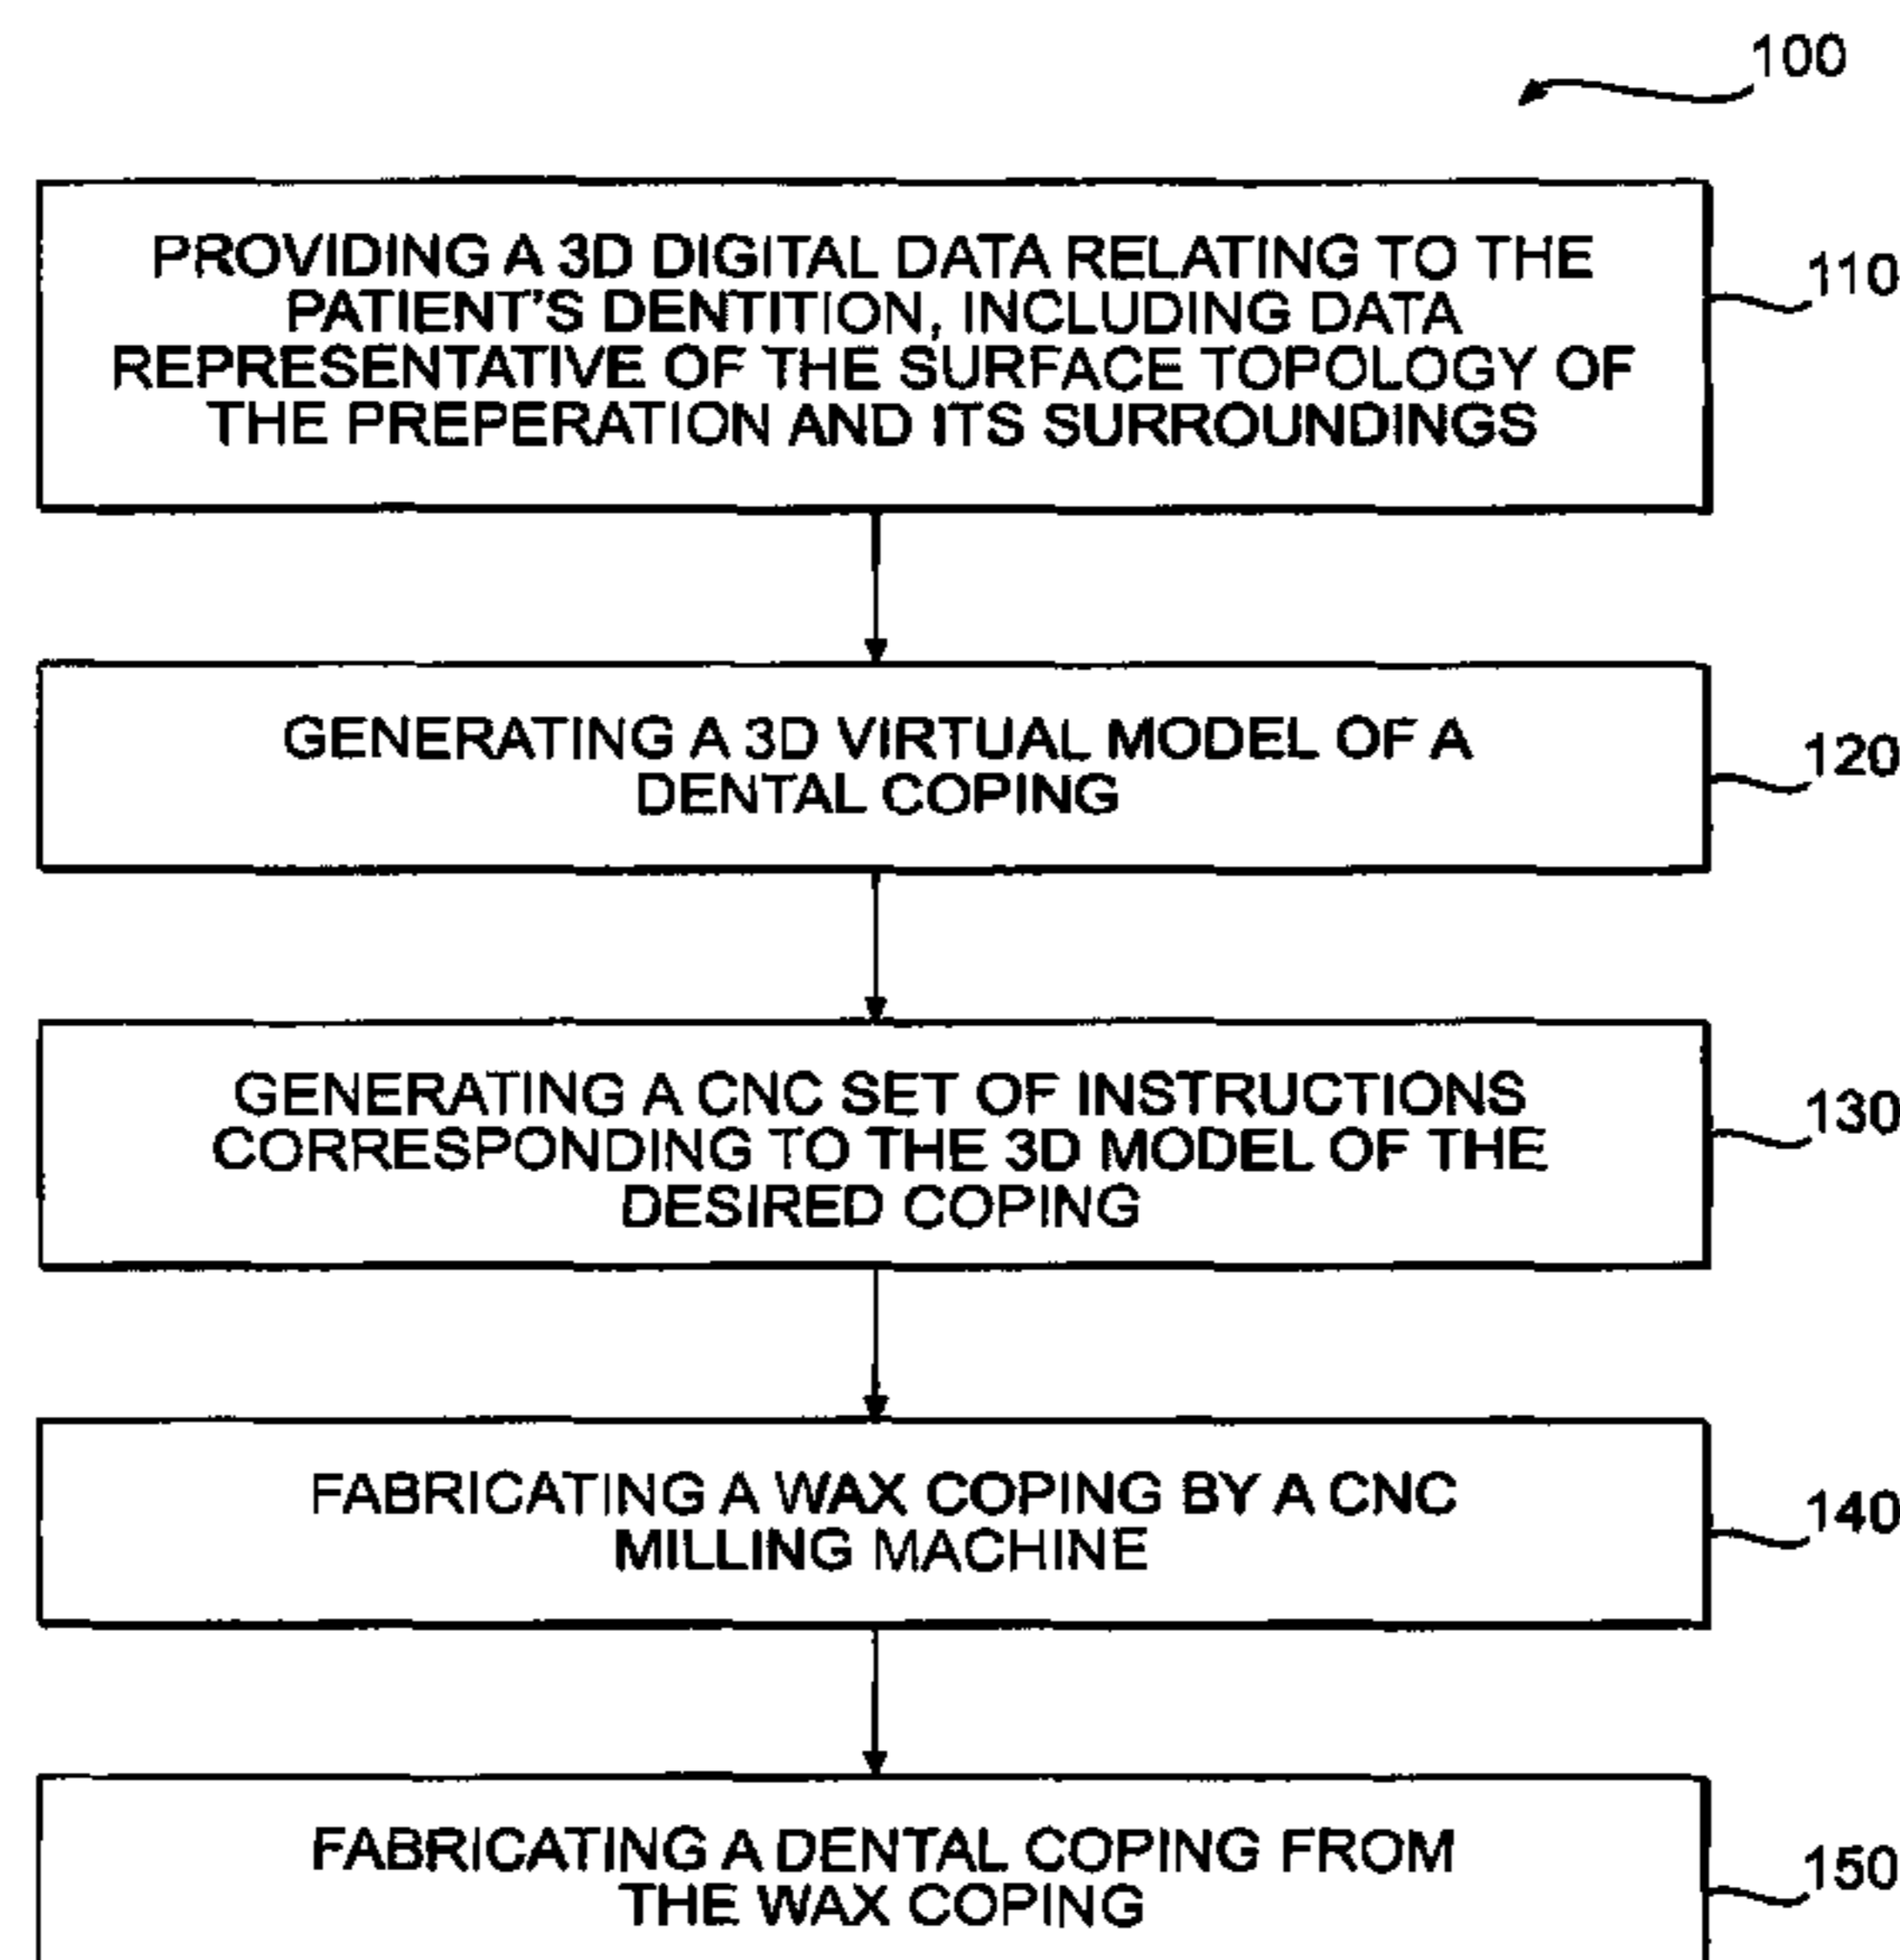 100
PROVIDING A 3D DIGITAL DATA RELATING TO THE
PATIENT'S DENTITION, INCLUDING DATA
REPRESENTATIVE OF THE SURFACE TOPOLOGY OF
THE PREPERATION AND ITS SURROUNDINGS
110
GENERATING A 3D VIRTUAL MODEL OF A
DENTAL COPING
120
GENERATING A CNC SET OF INSTRUCTIONS
CORRESPONDING TO THE 3D MODEL OF THE
DESIRED COPING
130
FABRICATING A WAX COPING BY A CNC
MILLING MACHINE
140
FABRICATING A DENTAL COPING FROM
THE WAX COPING
150